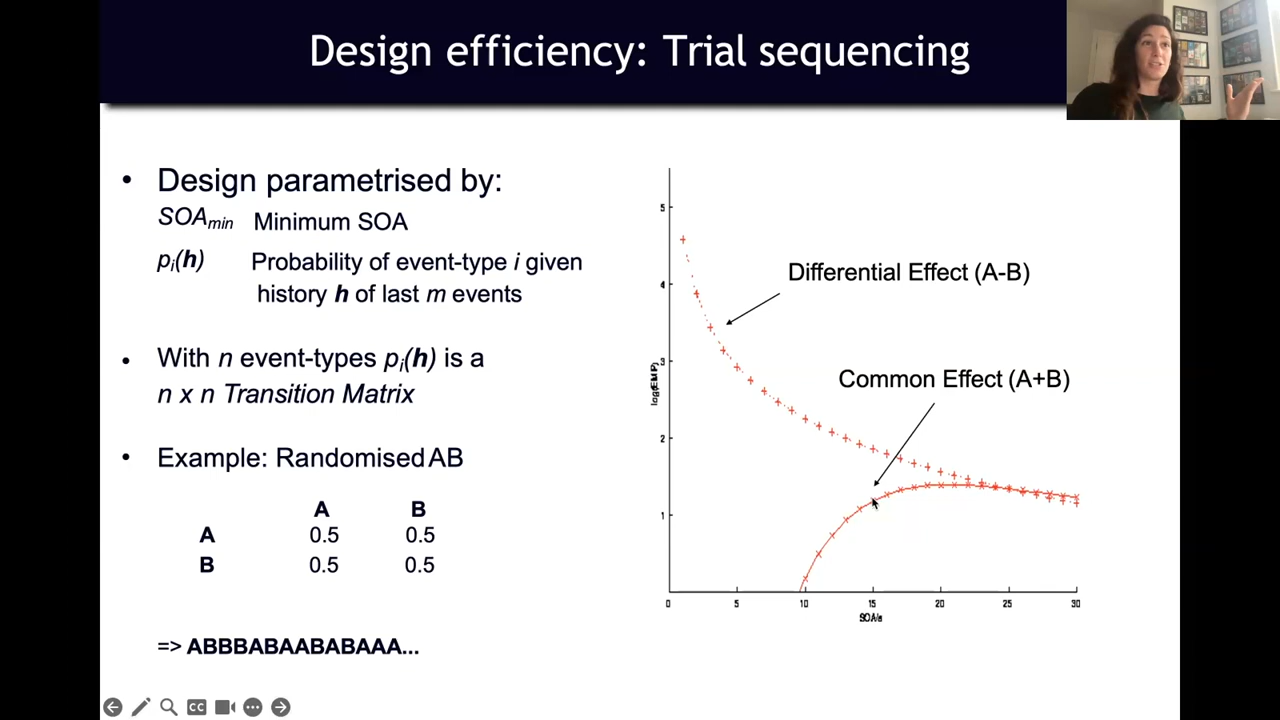 Design efficiency: Trial sequencing
• Design parametrised by:
SOAmin Minimum SOA
pi(h) Probability of event-type i given
history h of last m events
• With n event-types pi(h) is a
n x n Transition Matrix
• Example: Randomised AB
A B
A 0.5 0.5
B 0.5 0.5
=> ABBBABAABABAAA...
Differential Effect (A-B)
Common Effect (A+B)
5
4
3
2
1
0 5 10 15 20 25 30
SOA/s
CC